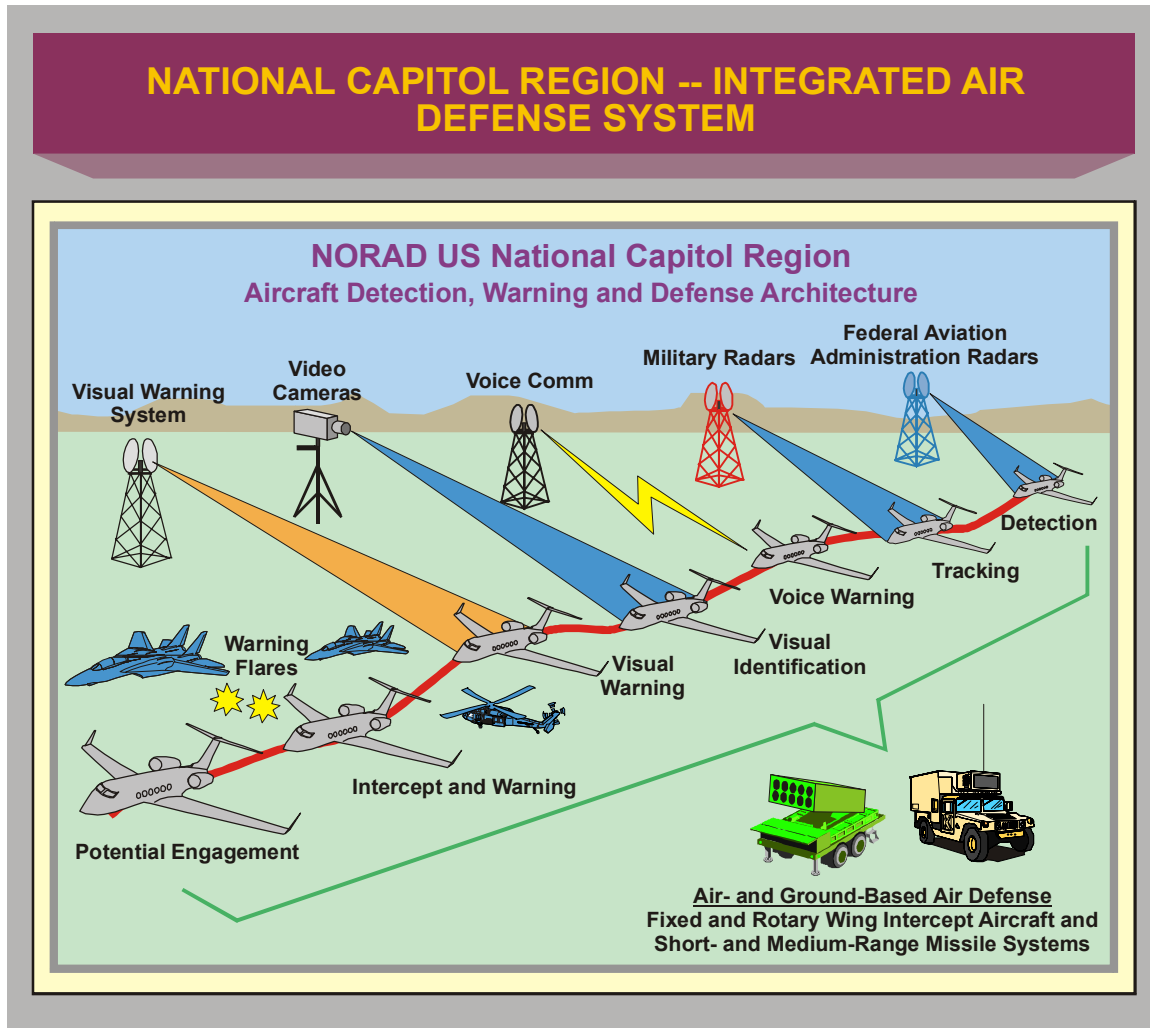 NATIONAL CAPITOL REGION -- INTEGRATED AIR
DEFENSE SYSTEM
NORAD US National Capitol Region
Aircraft Detection, Warning and Defense Architecture
Visual Warning
System
Video
Cameras
Voice Comm
Military Radars
Federal Aviation
Administration Radars
Detection
Tracking
Voice Warning
Visual
Identification
Visual
Warning
Warning
Flares
Intercept and Warning
Potential Engagement
Air- and Ground-Based Air Defense
Fixed and Rotary Wing Intercept Aircraft and
Short- and Medium-Range Missile Systems